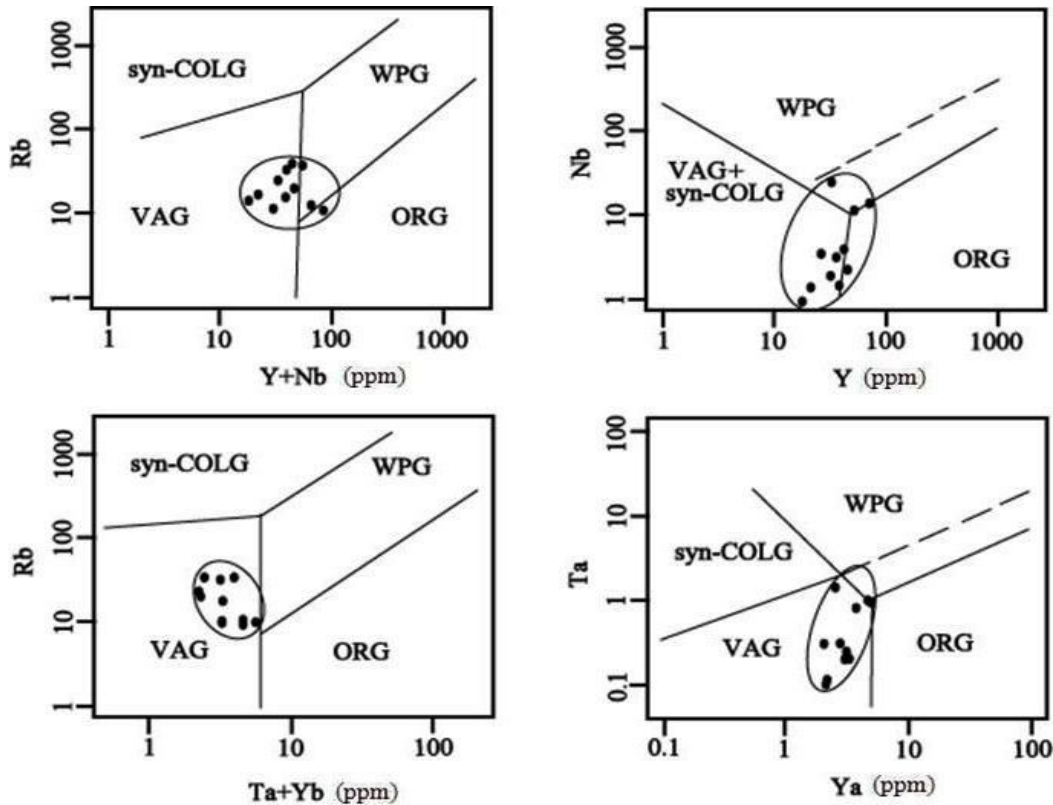 1000
100
10
1
Rb
syn-COLG
WPG
VAG
ORG
1 10 100 1000
Y+Nb (ppm)
1000
100
10
1
Nb
WPG
VAG+
syn-COLG
ORG
1 10 100 1000
Y (ppm)
1000
100
10
1
Rb
syn-COLG
WPG
VAG
ORG
1 10 100
Ta+Yb (ppm)
100
10
1
0.1
Ta
WPG
syn-COLG
VAG
ORG
0.1 1 10 100
Ya (ppm)